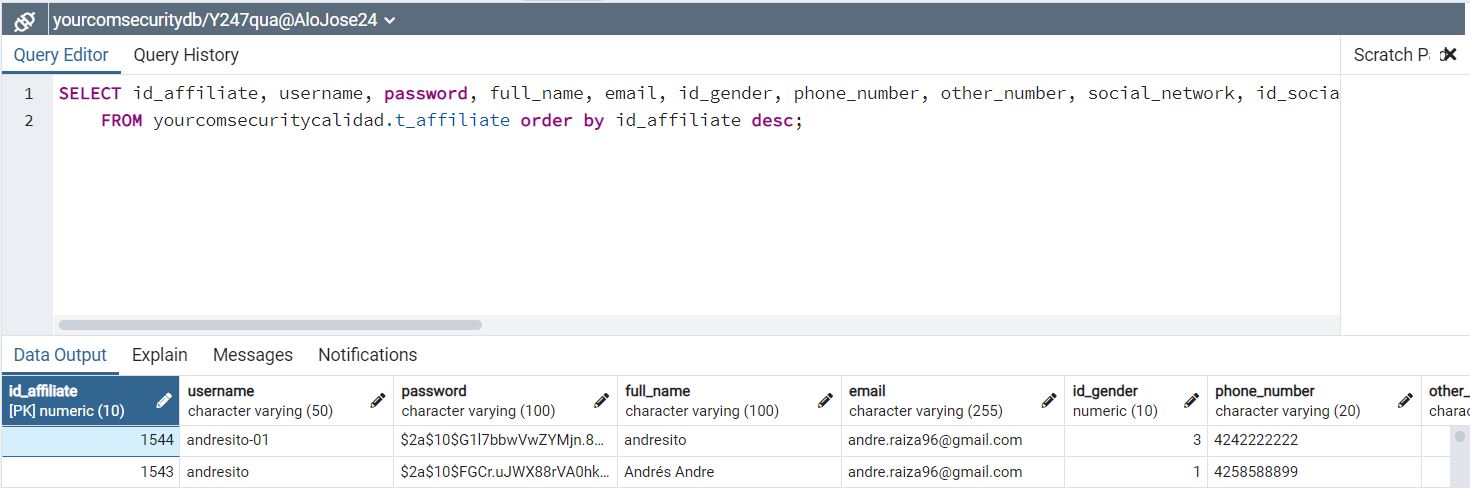 yourcomsecuritydb/Y247qua@AloJose24
Query Editor Query History Scratch
1 SELECT id_affiliate, username, password, full_name, email, id_gender, phone_number, other_number, social_network, id_socia
2 FROM yourcomsecuritycalidad.t_affiliate order by id_affiliate desc;
Data Output Explain Messages Notifications
id_affiliate username password full_name email id_gender phone_number other_
[PK] numeric (10) character varying (50) character varying (100) character varying (100) character varying (255) numeric (10) character varying (20) charac
1544 andresito-01 $2a$10$G1l7bbwVwZYMjn.8... andresito andre.raiza96@gmail.com 3 4242222222
1543 andresito $2a$10$FGCr.uJWX88rVA0hk... Andrés Andre andre.raiza96@gmail.com 1 4258588899